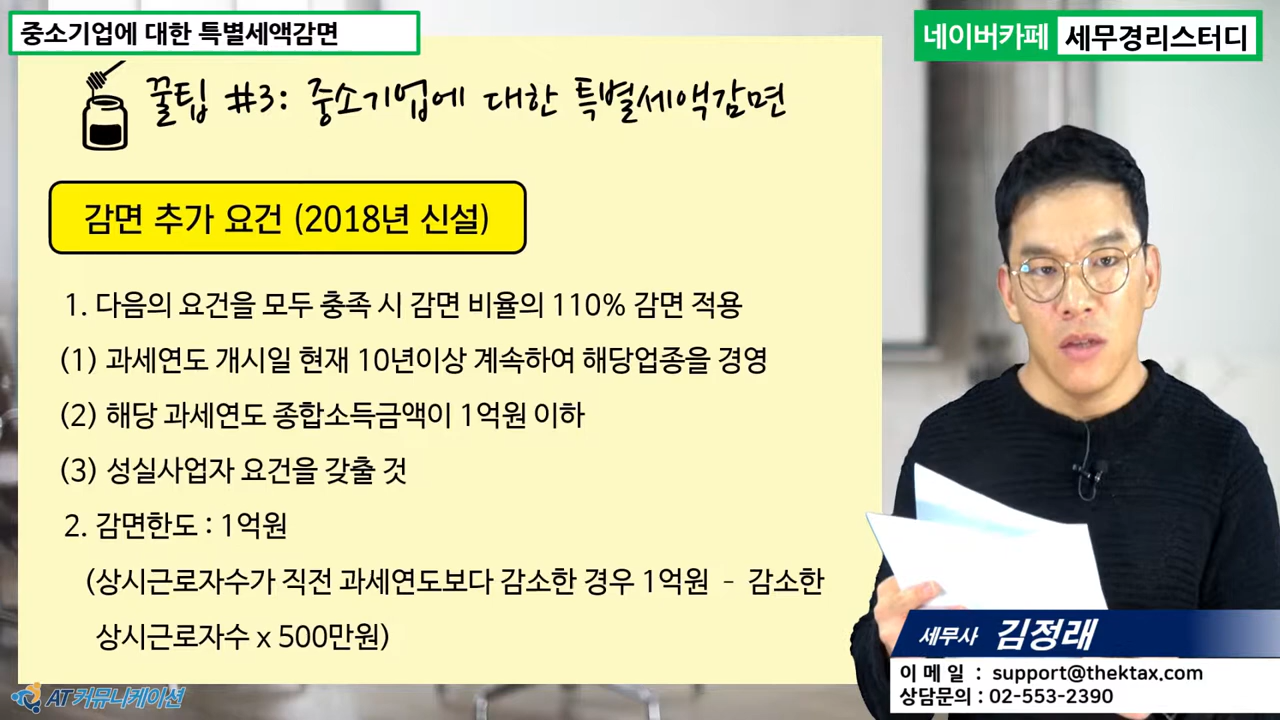 중소기업에 대한 특별세액감면
네이버카페 세무경리스터디
꿀팁 #3: 중소기업에 대한 특별세액감면
감면 추가 요건 (2018년 신설)
1. 다음의 요건을 모두 충족 시 감면 비율의 110% 감면 적용
(1) 과세연도 개시일 현재 10년이상 계속하여 해당업종을 경영
(2) 해당 과세연도 종합소득금액이 1억원 이하
(3) 성실사업자 요건을 갖출 것
2. 감면한도 : 1억원
(상시근로자수가 직전 과세연도보다 감소한 경우 1억원 - 감소한
상시근로자수 x 500만원)
세무사 김정래
이 메 일 : support@thektax.com
상담문의 : 02-553-2390
AT커뮤니케이션